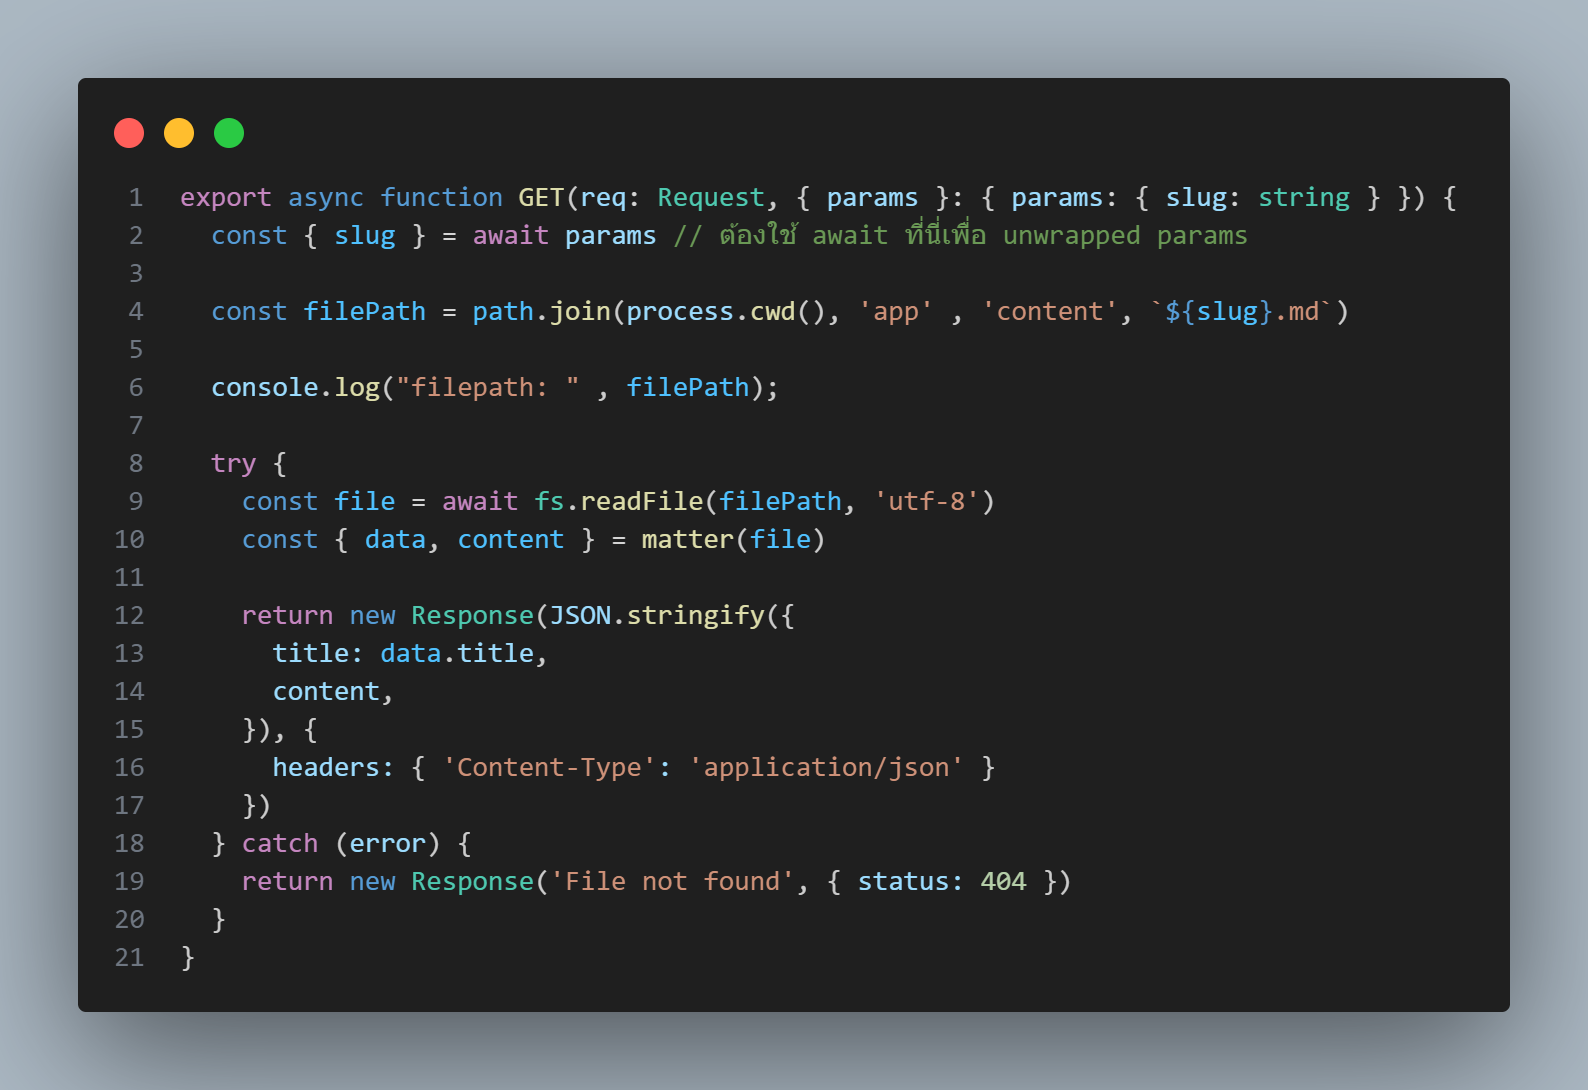 1 export async function GET(req: Request, { params }: { params: { slug: string } }) {
2   const { slug } = await params // ต้องใช้ await ที่นี่เพื่อ unwrapped params
3
4   const filePath = path.join(process.cwd(), 'app' , 'content', `${slug}.md`)
5
6   console.log("filepath: " , filePath);
7
8   try {
9     const file = await fs.readFile(filePath, 'utf-8')
10     const { data, content } = matter(file)
11
12     return new Response(JSON.stringify({
13       title: data.title,
14       content,
15     }), {
16       headers: { 'Content-Type': 'application/json' }
17     })
18   } catch (error) {
19     return new Response('File not found', { status: 404 })
20   }
21 }